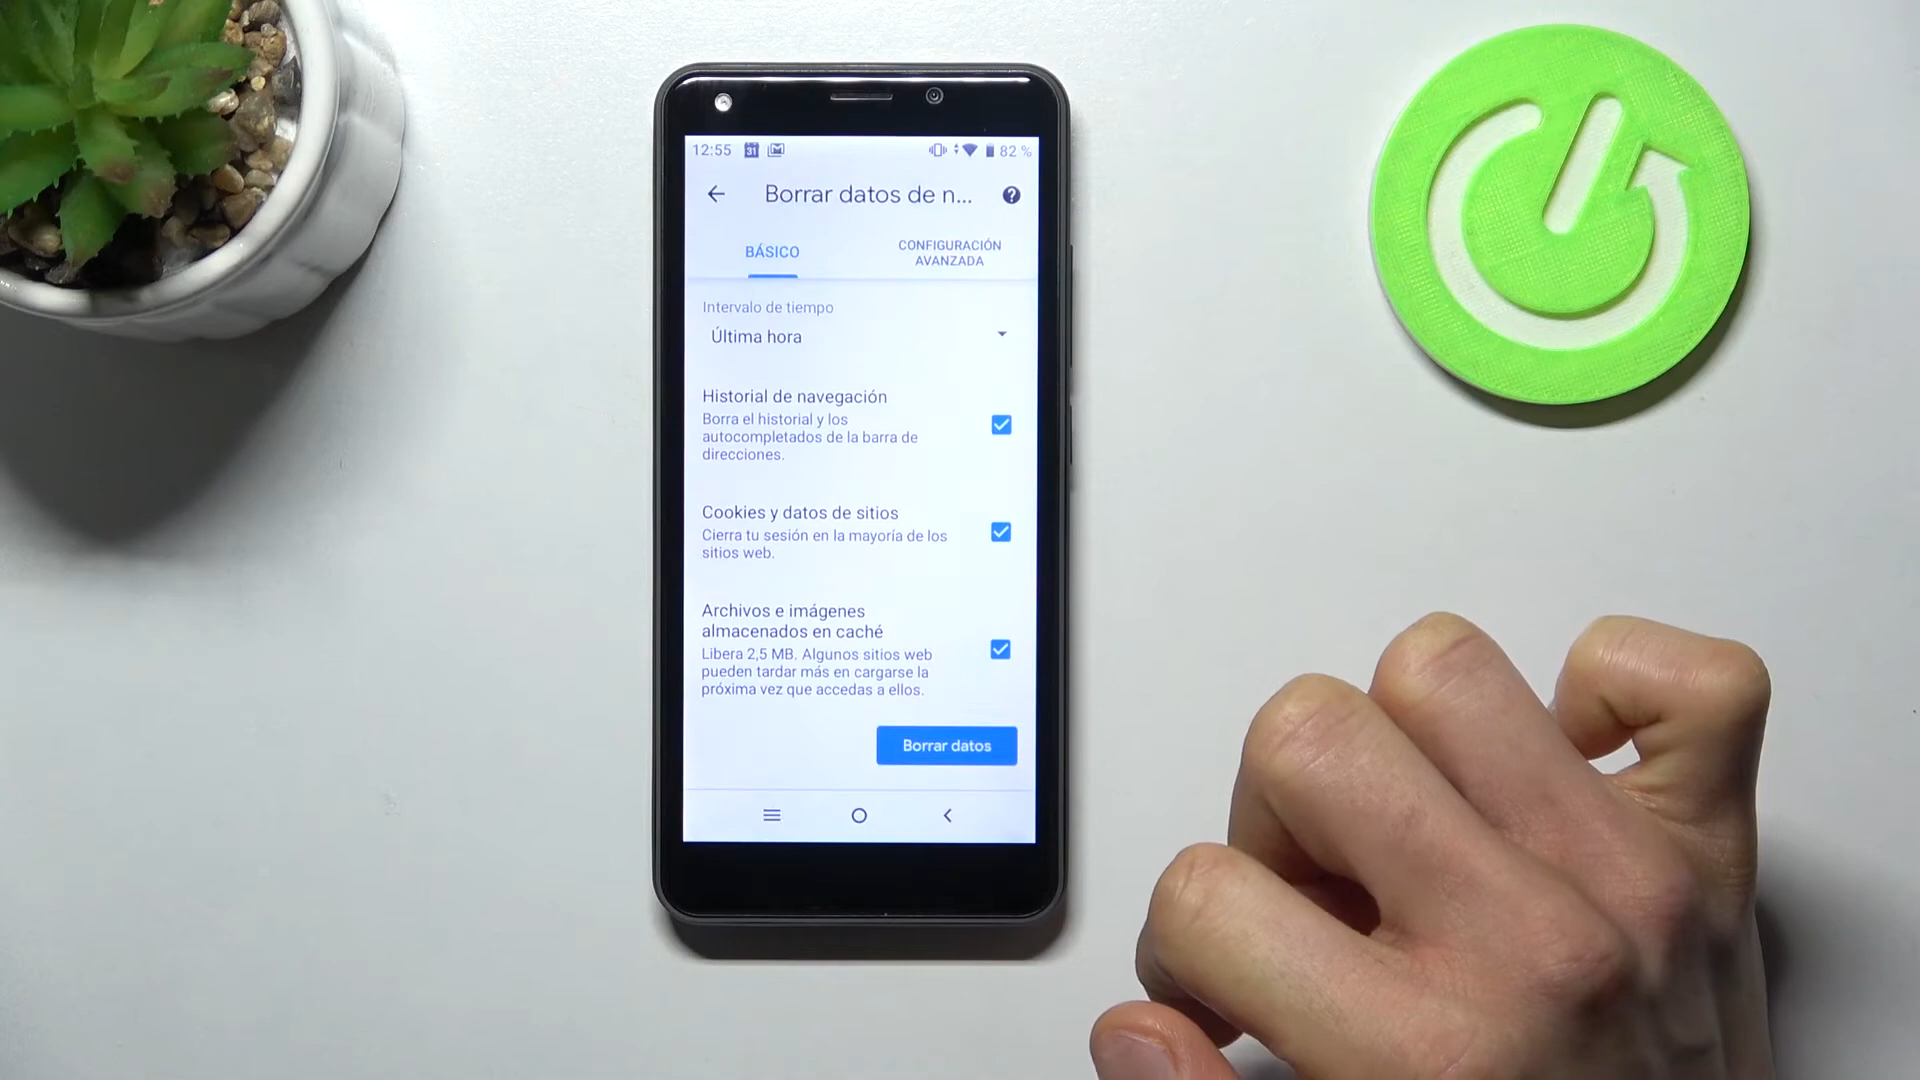 12:55 31 82 %
Borrar datos de n...
BÁSICO
CONFIGURACIÓN
AVANZADA
Intervalo de tiempo
Última hora
Historial de navegación
Borra el historial y los
autocompletados de la barra de
direcciones.
Cookies y datos de sitios
Cierra tu sesión en la mayoría de los
sitios web.
Archivos e imágenes
almacenados en caché
Libera 2,5 MB. Algunos sitios web
pueden tardar más en cargarse la
próxima vez que accedas a ellos.
Borrar datos